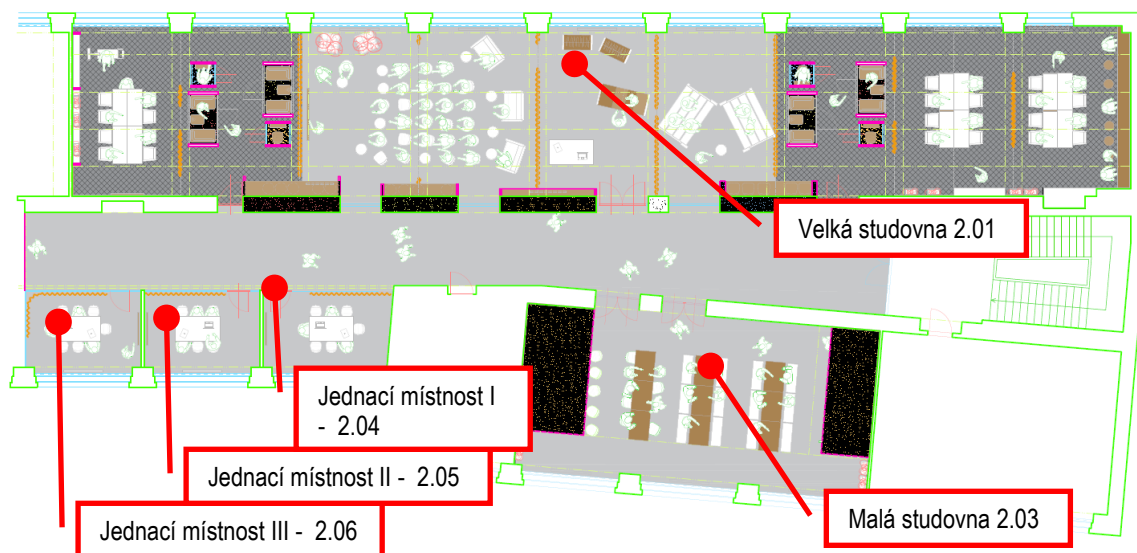 Velká studovna 2.01
Jednací místnost I
- 2.04
Jednací místnost II - 2.05
Jednací místnost III - 2.06
Malá studovna 2.03